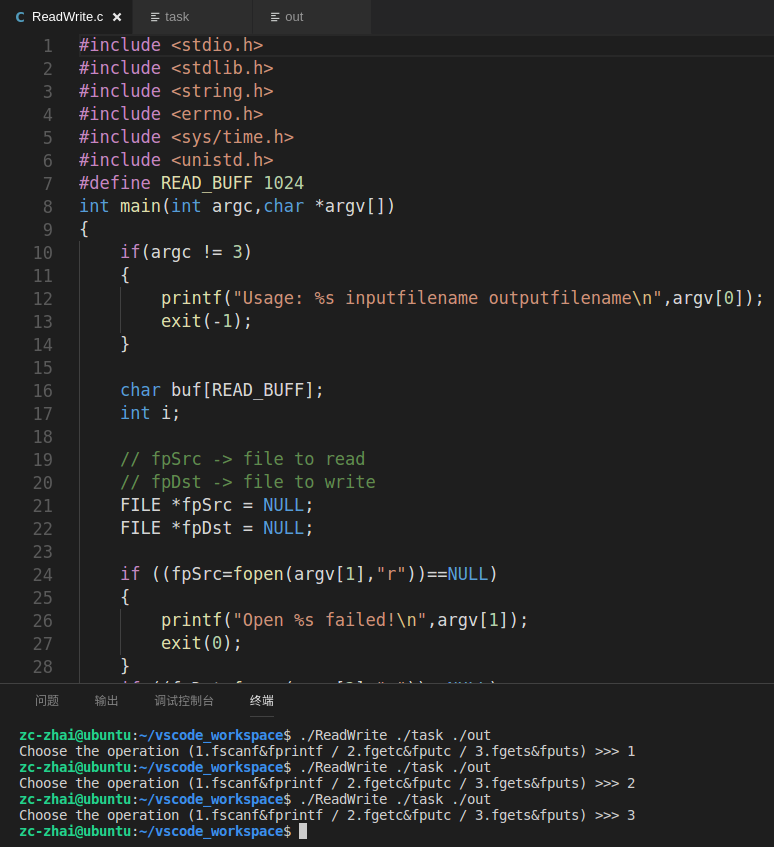 C ReadWrite.c × task out
1 #include <stdio.h>
2 #include <stdlib.h>
3 #include <string.h>
4 #include <errno.h>
5 #include <sys/time.h>
6 #include <unistd.h>
7 #define READ_BUFF 1024
8 int main(int argc,char *argv[])
9 {
10 if(argc != 3)
11 {
12 printf("Usage: %s inputfilename outputfilename\n",argv[0]);
13 exit(-1);
14 }
15
16 char buf[READ_BUFF];
17 int i;
18
19 // fpSrc -> file to read
20 // fpDst -> file to write
21 FILE *fpSrc = NULL;
22 FILE *fpDst = NULL;
23
24 if ((fpSrc=fopen(argv[1],"r"))==NULL)
25 {
26 printf("Open %s failed!\n",argv[1]);
27 exit(0);
28 }
问题 输出 调试控制台 终端
zc-zhai@ubuntu:~/vscode_workspace$ ./ReadWrite ./task ./out
Choose the operation (1.fscanf&fprintf / 2.fgetc&fputc / 3.fgets&fputs) >>> 1
zc-zhai@ubuntu:~/vscode_workspace$ ./ReadWrite ./task ./out
Choose the operation (1.fscanf&fprintf / 2.fgetc&fputc / 3.fgets&fputs) >>> 2
zc-zhai@ubuntu:~/vscode_workspace$ ./ReadWrite ./task ./out
Choose the operation (1.fscanf&fprintf / 2.fgetc&fputc / 3.fgets&fputs) >>> 3
zc-zhai@ubuntu:~/vscode_workspace$